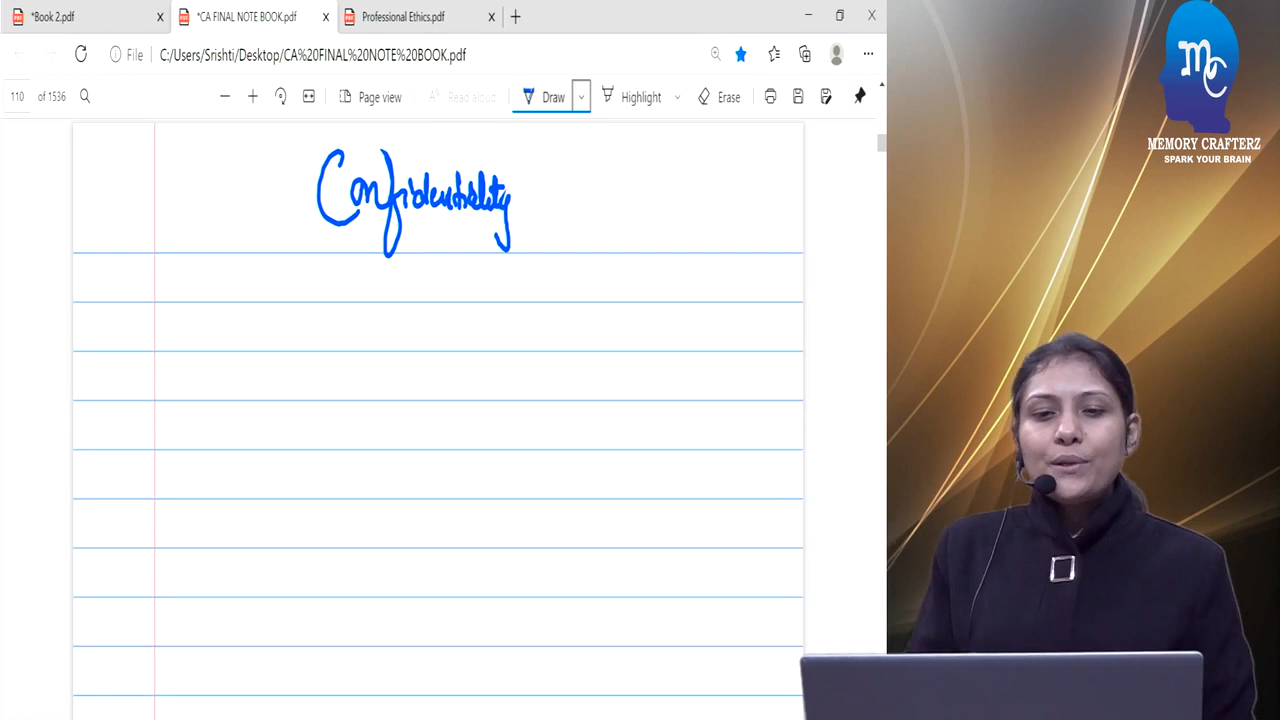 *Book 2.pdf
*CA FINAL NOTE BOOK.pdf
Professional Ethics.pdf
File C:/Users/Srishti/Desktop/CA%20FINAL%20NOTE%20BOOK.pdf
110 of 1536
Page view
Read aloud
Draw
Highlight
Erase
Confidentiality
MC
MEMORY CRAFTERZ
SPARK YOUR BRAIN